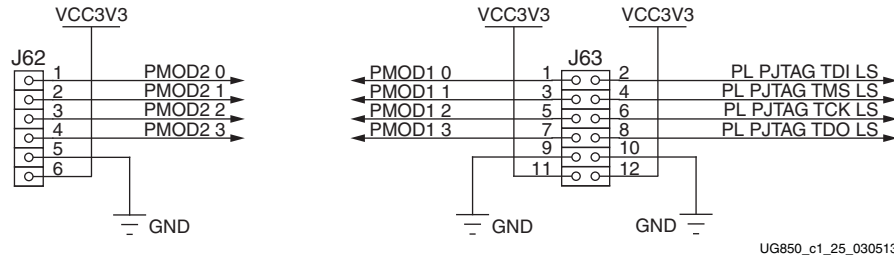 VCC3V3 VCC3V3 VCC3V3
J62 J63
1 PMOD2 0 PMOD1 0 1 2 PL PJTAG TDI LS
2 PMOD2 1 PMOD1 1 3 4 PL PJTAG TMS LS
3 PMOD2 2 PMOD1 2 5 6 PL PJTAG TCK LS
4 PMOD2 3 PMOD1 3 7 8 PL PJTAG TDO LS
5 9 10
6 11 12
GND GND GND
UG850_c1_25_030513